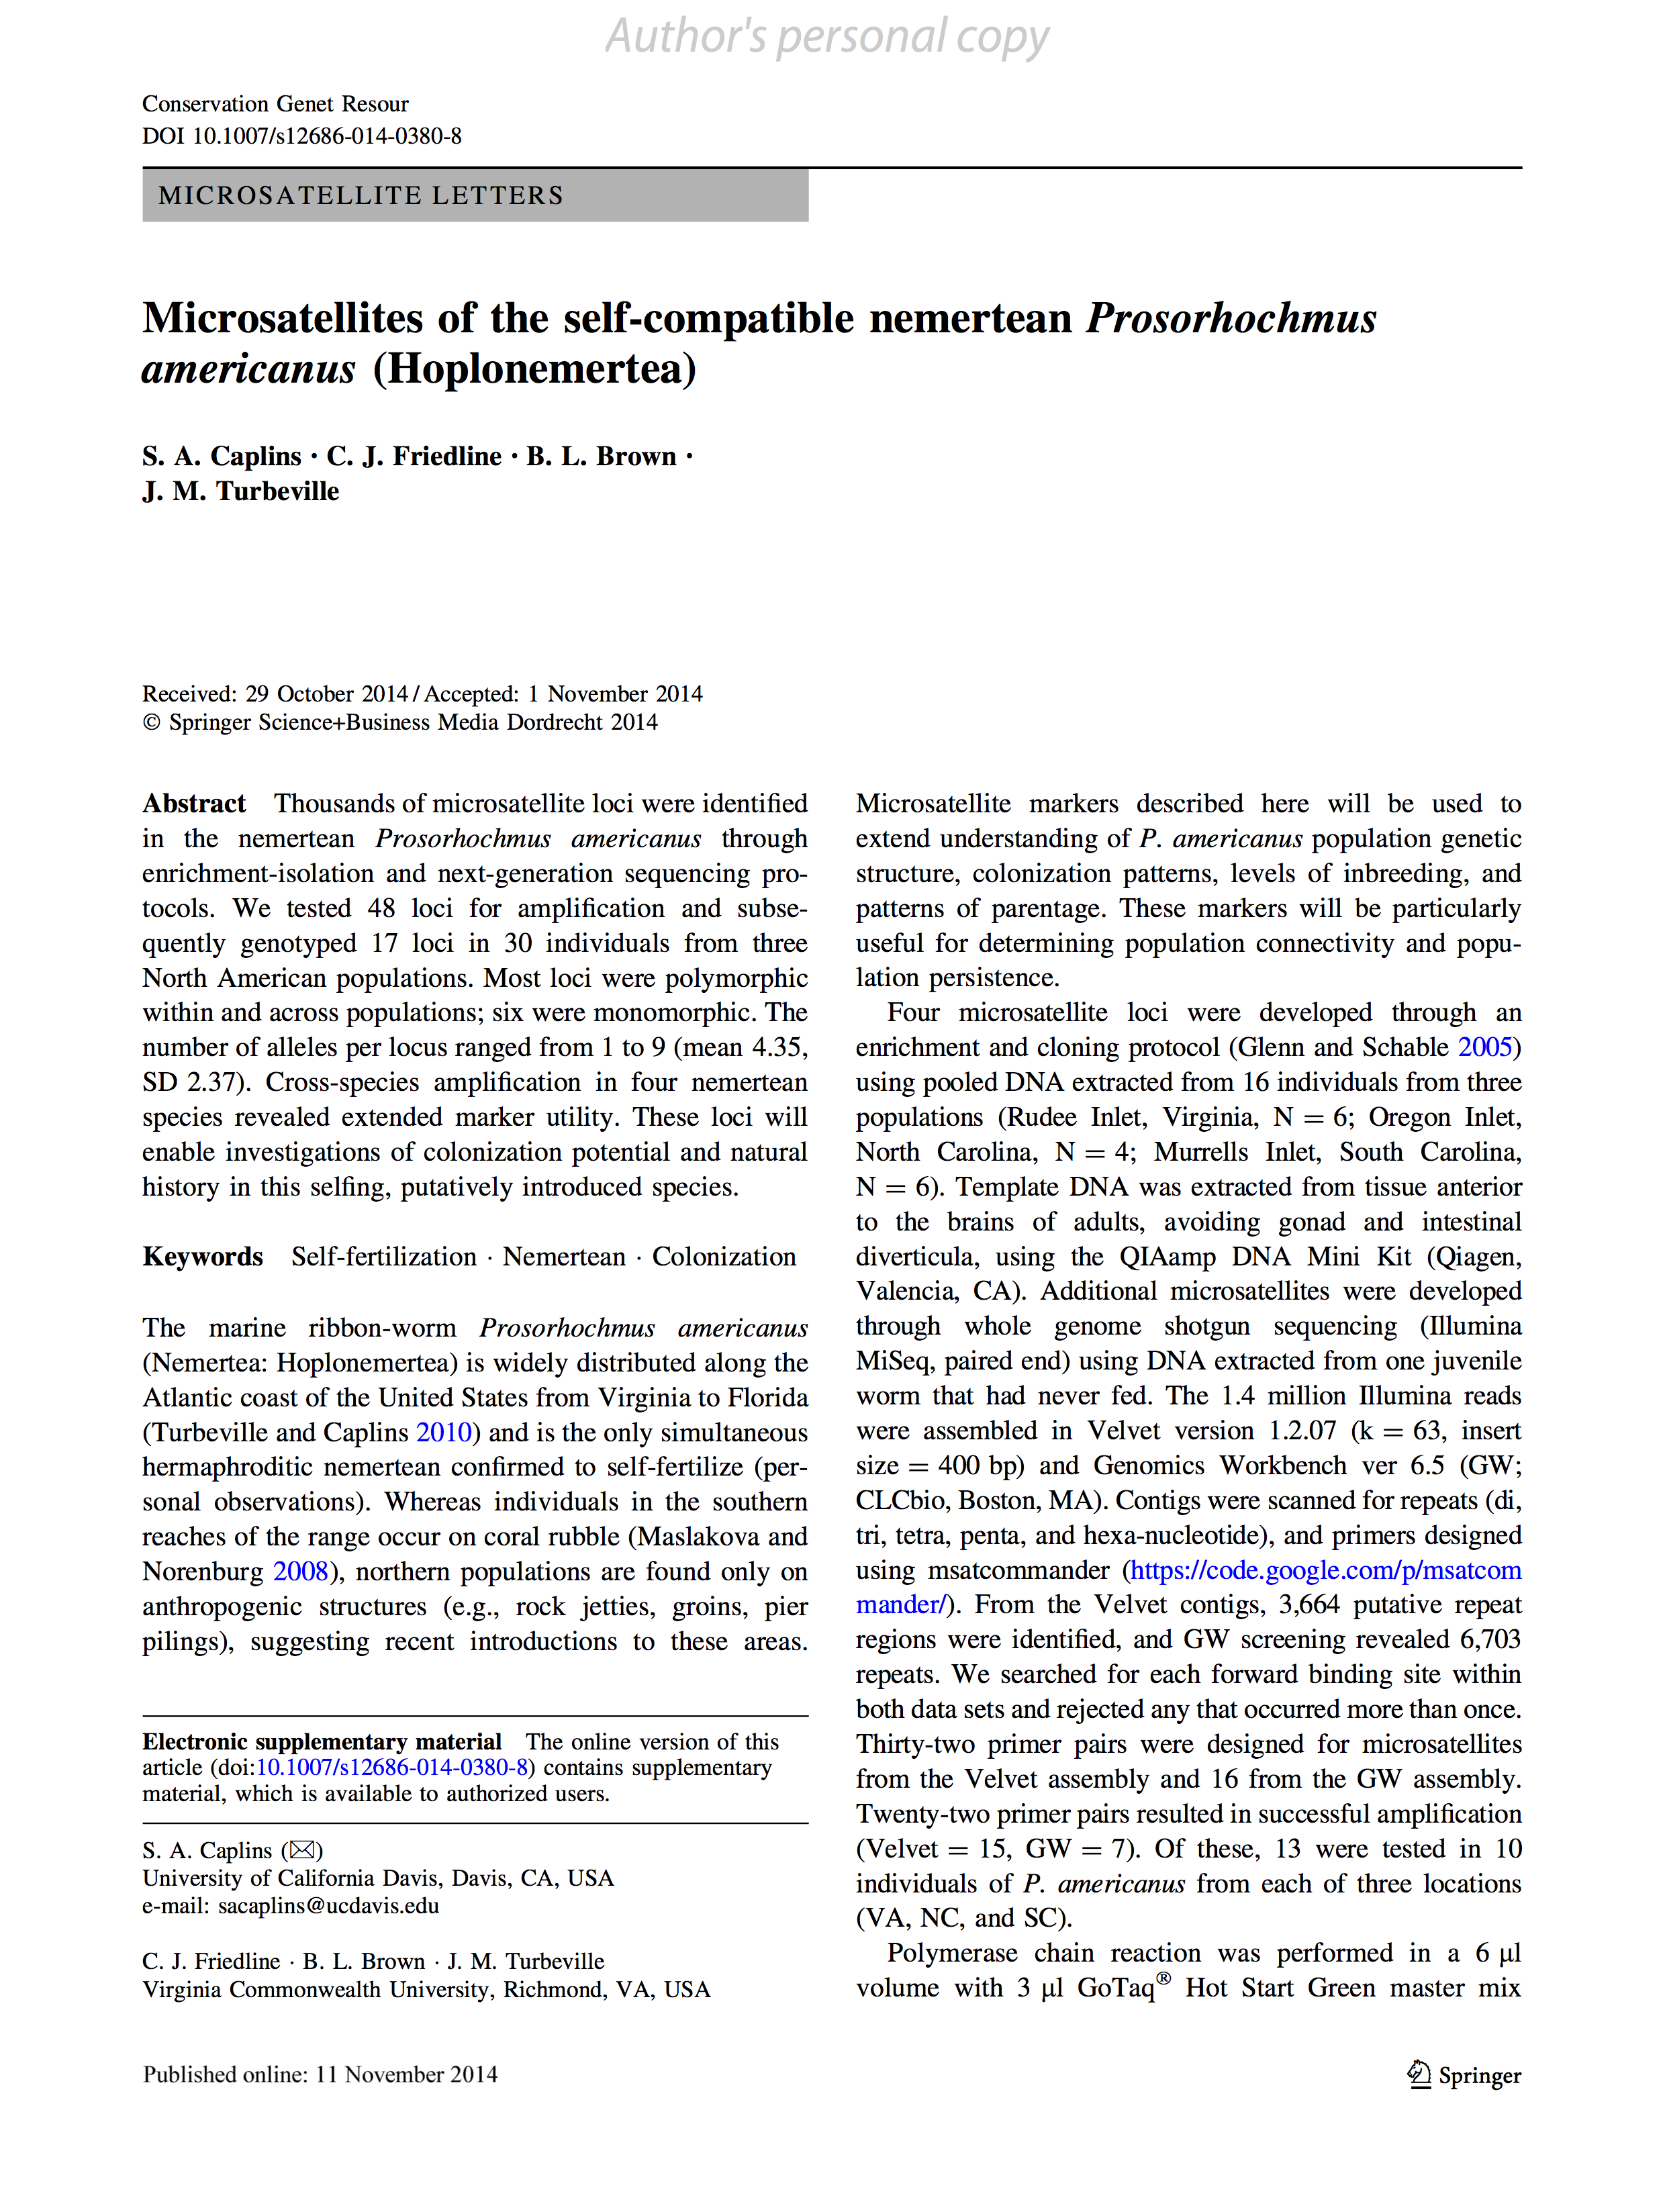 Author's personal copy
Conservation Genet Resour
DOI 10.1007/s12686-014-0380-8
MICROSATELLITE LETTERS
Microsatellites of the self-compatible nemertean Prosorhochmus
americanus (Hoplonemertea)
S. A. Caplins · C. J. Friedline · B. L. Brown ·
J. M. Turbeville
Received: 29 October 2014 / Accepted: 1 November 2014
© Springer Science+Business Media Dordrecht 2014
Abstract Thousands of microsatellite loci were identified
in the nemertean Prosorhochmus americanus through
enrichment-isolation and next-generation sequencing pro-
tocols. We tested 48 loci for amplification and subse-
quently genotyped 17 loci in 30 individuals from three
North American populations. Most loci were polymorphic
within and across populations; six were monomorphic. The
number of alleles per locus ranged from 1 to 9 (mean 4.35,
SD 2.37). Cross-species amplification in four nemertean
species revealed extended marker utility. These loci will
enable investigations of colonization potential and natural
history in this selfing, putatively introduced species.
Keywords Self-fertilization · Nemertean · Colonization
The marine ribbon-worm Prosorhochmus americanus
(Nemertea: Hoplonemertea) is widely distributed along the
Atlantic coast of the United States from Virginia to Florida
(Turbeville and Caplins 2010) and is the only simultaneous
hermaphroditic nemertean confirmed to self-fertilize (per-
sonal observations). Whereas individuals in the southern
reaches of the range occur on coral rubble (Maslakova and
Norenburg 2008), northern populations are found only on
anthropogenic structures (e.g., rock jetties, groins, pier
pilings), suggesting recent introductions to these areas.
Electronic supplementary material The online version of this
article (doi:10.1007/s12686-014-0380-8) contains supplementary
material, which is available to authorized users.
S. A. Caplins (✉)
University of California Davis, Davis, CA, USA
e-mail: sacaplins@ucdavis.edu
C. J. Friedline · B. L. Brown · J. M. Turbeville
Virginia Commonwealth University, Richmond, VA, USA
Microsatellite markers described here will be used to
extend understanding of P. americanus population genetic
structure, colonization patterns, levels of inbreeding, and
patterns of parentage. These markers will be particularly
useful for determining population connectivity and popu-
lation persistence.
Four microsatellite loci were developed through an
enrichment and cloning protocol (Glenn and Schable 2005)
using pooled DNA extracted from 16 individuals from three
populations (Rudee Inlet, Virginia, N = 6; Oregon Inlet,
North Carolina, N = 4; Murrells Inlet, South Carolina,
N = 6). Template DNA was extracted from tissue anterior
to the brains of adults, avoiding gonad and intestinal
diverticula, using the QIAamp DNA Mini Kit (Qiagen,
Valencia, CA). Additional microsatellites were developed
through whole genome shotgun sequencing (Illumina
MiSeq, paired end) using DNA extracted from one juvenile
worm that had never fed. The 1.4 million Illumina reads
were assembled in Velvet version 1.2.07 (k = 63, insert
size = 400 bp) and Genomics Workbench ver 6.5 (GW;
CLCbio, Boston, MA). Contigs were scanned for repeats (di,
tri, tetra, penta, and hexa-nucleotide), and primers designed
using msatcommander (https://code.google.com/p/msatcom
mander/). From the Velvet contigs, 3,664 putative repeat
regions were identified, and GW screening revealed 6,703
repeats. We searched for each forward binding site within
both data sets and rejected any that occurred more than once.
Thirty-two primer pairs were designed for microsatellites
from the Velvet assembly and 16 from the GW assembly.
Twenty-two primer pairs resulted in successful amplification
(Velvet = 15, GW = 7). Of these, 13 were tested in 10
individuals of P. americanus from each of three locations
(VA, NC, and SC).
Polymerase chain reaction was performed in a 6 µl
volume with 3 µl GoTaq® Hot Start Green master mix
Published online: 11 November 2014
Springer